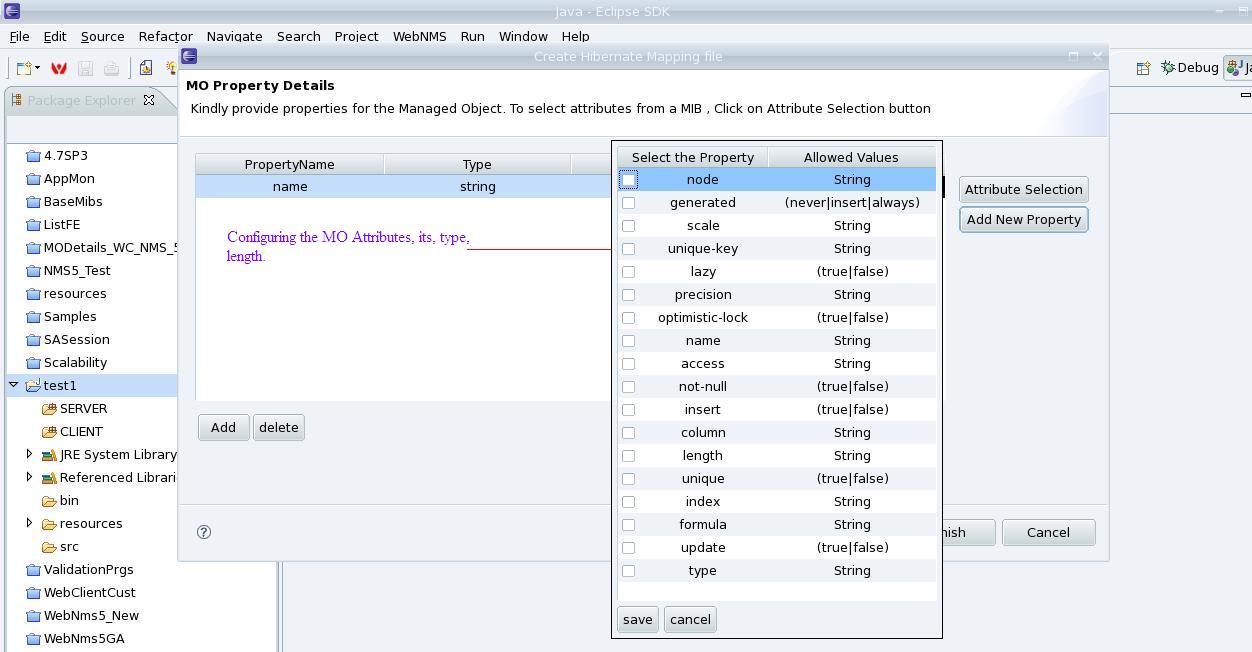 Java - Eclipse SDK
File Edit Source Refactor Navigate Search Project WebNMS Run Window Help
Create Hibernate Mapping file
Debug
Package Explorer
MO Property Details
Kindly provide properties for the Managed Object. To select attributes from a MIB , Click on Attribute Selection button
4.7SP3
AppMon
BaseMibs
ListFE
MODetails_WC_NMS_5
NMS5_Test
resources
Samples
SASession
Scalability
test1
SERVER
CLIENT
JRE System Library
Referenced Librari
bin
resources
src
ValidationPrgs
WebClientCust
WebNms5_New
WebNms5GA
PropertyName Type
name string
Configuring the MO Attributes, its, type,
length.
Add delete
Select the Property Allowed Values
node String
generated (never|insert|always)
scale String
unique-key String
lazy (true|false)
precision String
optimistic-lock (true|false)
name String
access String
not-null (true|false)
insert (true|false)
column String
length String
unique (true|false)
index String
formula String
update (true|false)
type String
save cancel
Attribute Selection
Add New Property
nish Cancel